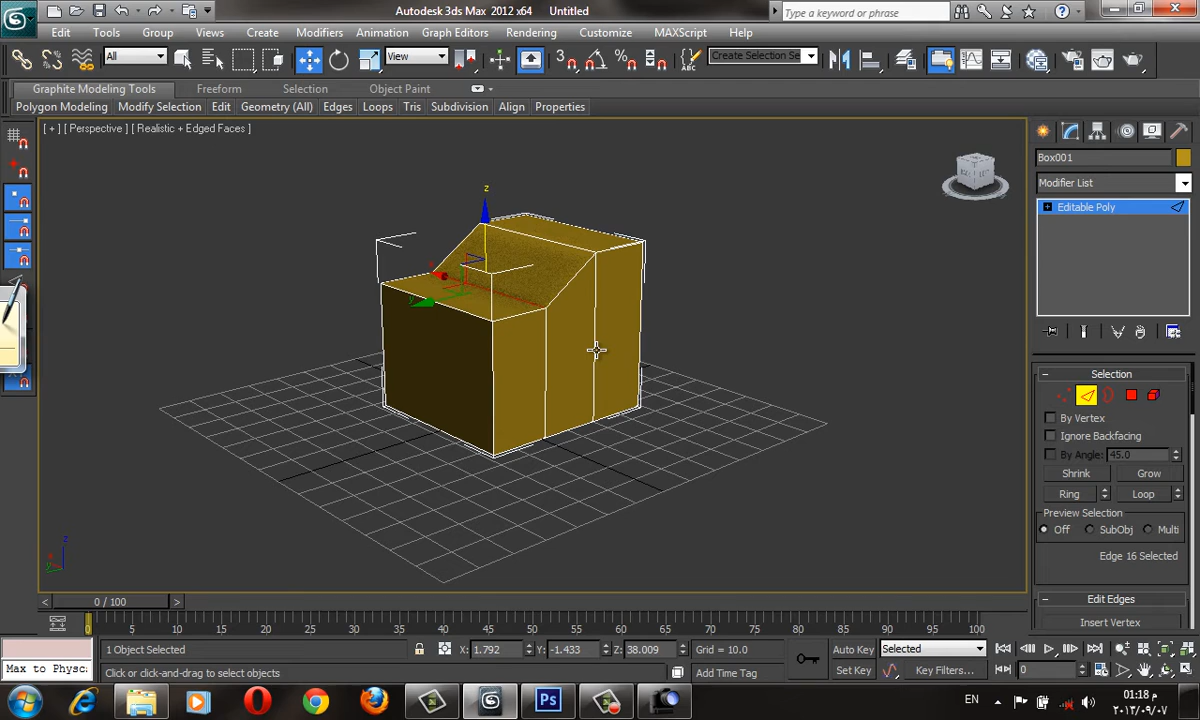 Autodesk 3ds Max 2012 x64 Untitled
Type a keyword or phrase
Edit Tools Group Views Create Modifiers Animation Graph Editors Rendering Customize MAXScript Help
All View 3 Create Selection Se
Graphite Modeling Tools Freeform Selection Object Paint
Polygon Modeling Modify Selection Edit Geometry (All) Edges Loops Tris Subdivision Align Properties
[ + ] [ Perspective ] [ Realistic + Edged Faces ]
Box001
Modifier List
Editable Poly
z
x
y
Selection
By Vertex
Ignore Backfacing
By Angle: 45.0
Shrink Grow
Ring Loop
Preview Selection
Off SubObj Multi
Edge 16 Selected
Edit Edges
Insert Vertex
z
x
y
0 / 100
0 5 10 15 20 25 30 35 40 45 50 55 60 65 70 75 80 85 90 95 100
1 Object Selected X: 1.792 Y: -1.433 Z: 38.009 Grid = 10.0 Auto Key Selected
Max to Physc Click or click-and-drag to select objects Add Time Tag Set Key Key Filters... 0
Ps EN م 01:18
٢٠١٣/٠٩/٠٧